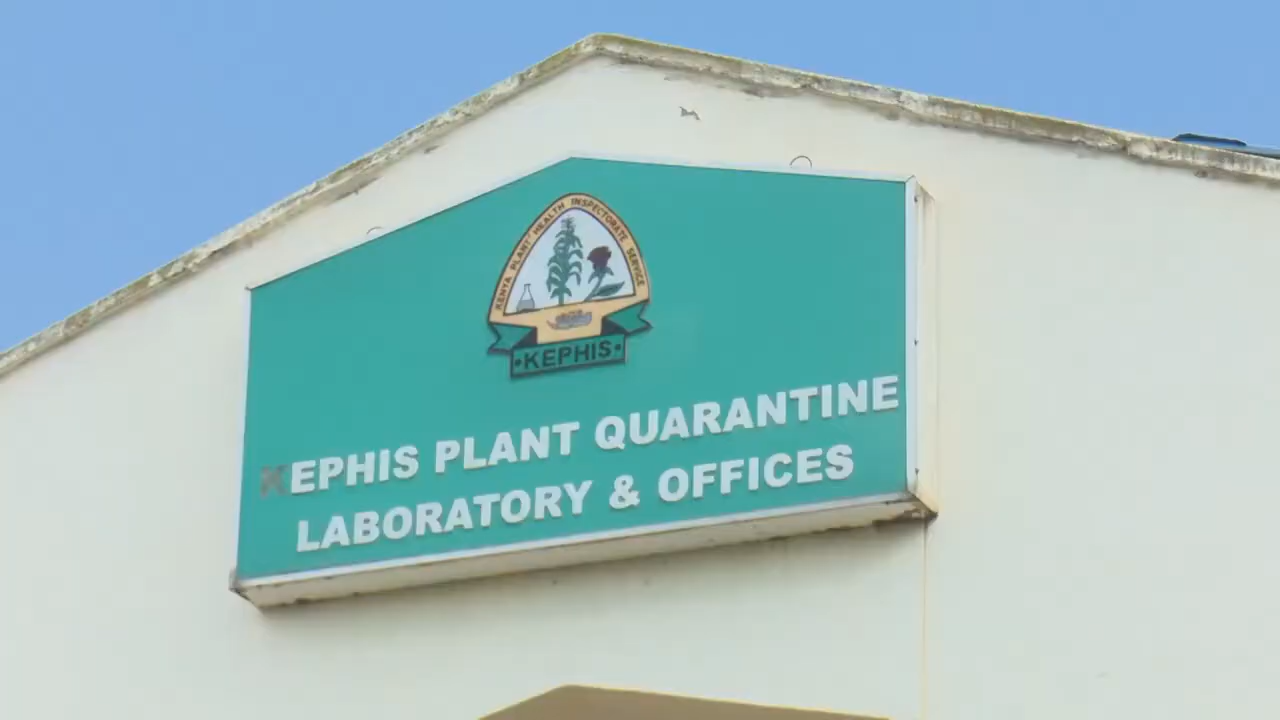 KENYA PLANT HEALTH INSPECTORATE SERVICE
•KEPHIS•
KEPHIS PLANT QUARANTINE
LABORATORY & OFFICES